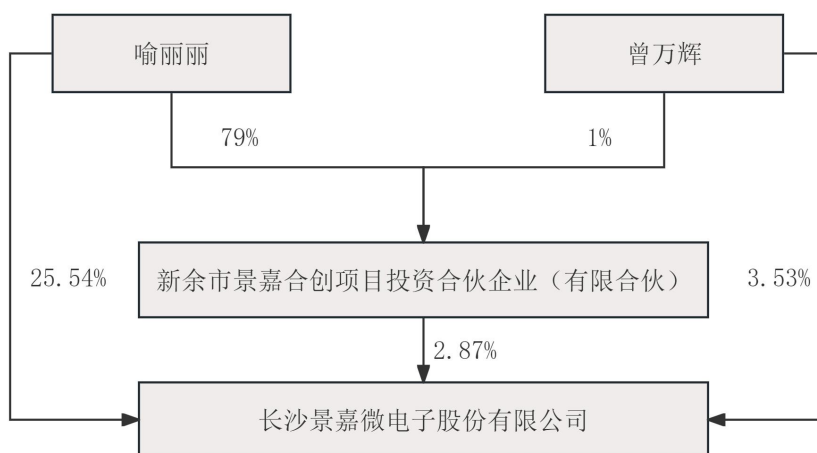 喻丽丽
曾万辉
79%
1%
25.54%
新余市景嘉合创项目投资合伙企业（有限合伙）
3.53%
2.87%
长沙景嘉微电子股份有限公司